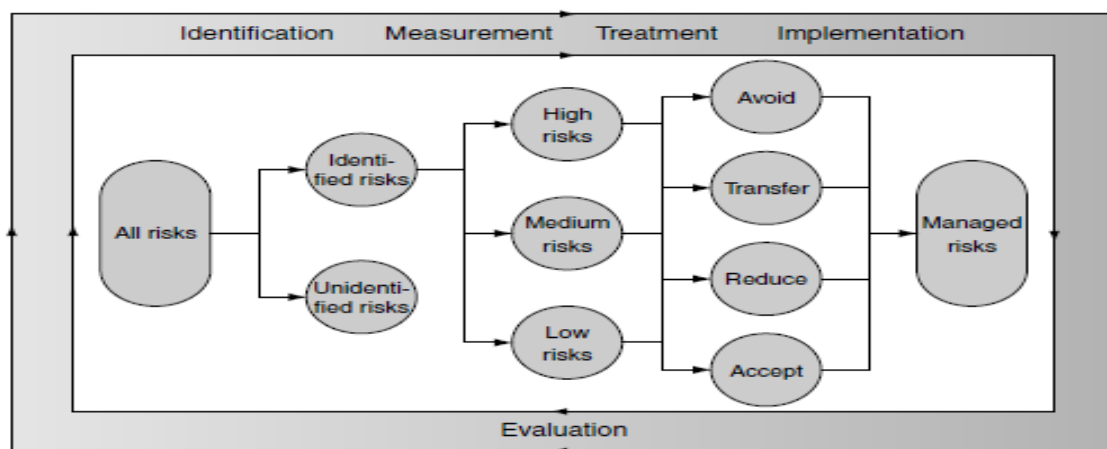 Identification Measurement Treatment Implementation
All risks
Identi-
fied risks
Unidenti-
fied risks
High
risks
Medium
risks
Low
risks
Avoid
Transfer
Reduce
Accept
Managed
risks
Evaluation